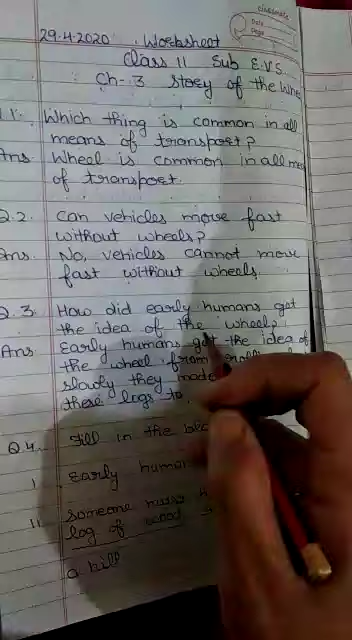 classmate
Date
Page
29.4.2020 Worksheet
Class 11 Sub E.V.S.
Ch-3 Story of the
1. Which thing is common in all
means of transport?
Ans Wheel is common in all
of transport.
Q.2. Can vehicles move fast
without wheels?
Ans. No, vehicles cannot move
fast without wheels.
Q.3. How did early humans get
the idea of the wheel?
Ans Early humans got the idea of
the wheel from
slowly they made
these logs to
Q4. Fill in the
I Early
II Someone
log of wood
a hill